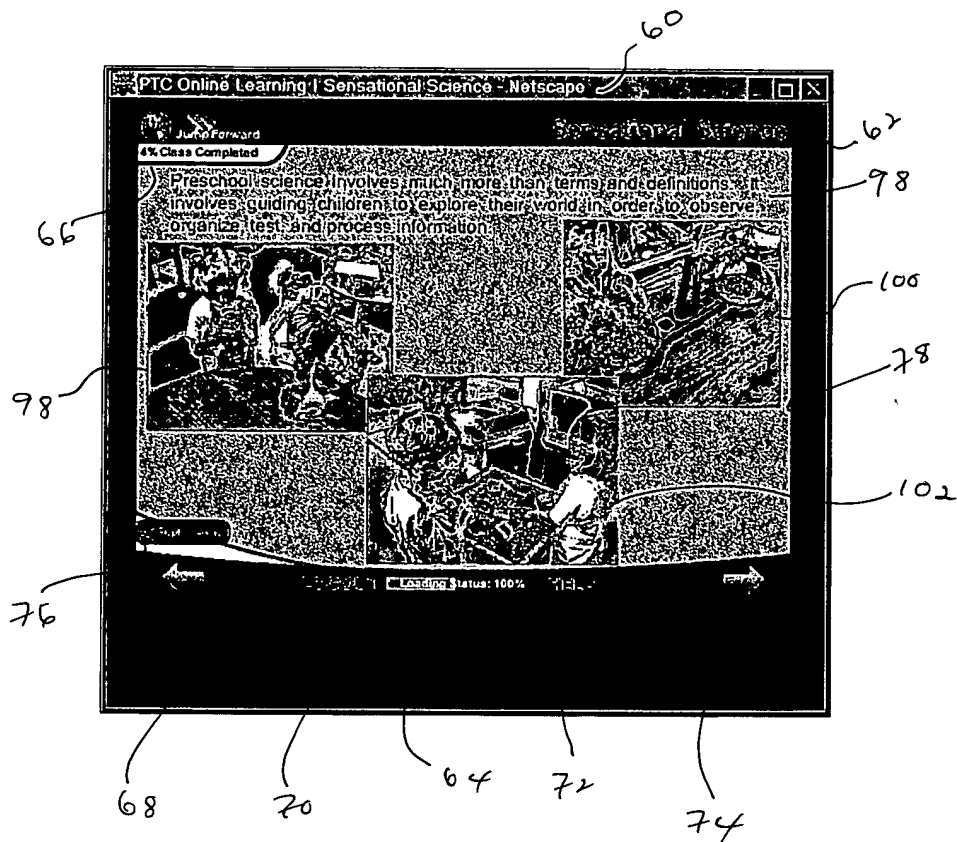 60
PTC Online Learning | Sensational Science - Netscape
62
Jump Forward
Sensational Science
4% Class Completed
Preschool science involves much more than terms and definitions. It
involves guiding children to explore their world in order to observe,
organize, test, and process information.
98
66
100
78
98
102
LOGOUT
Loading Status: 100%
HELP
76
68
70
64
72
74